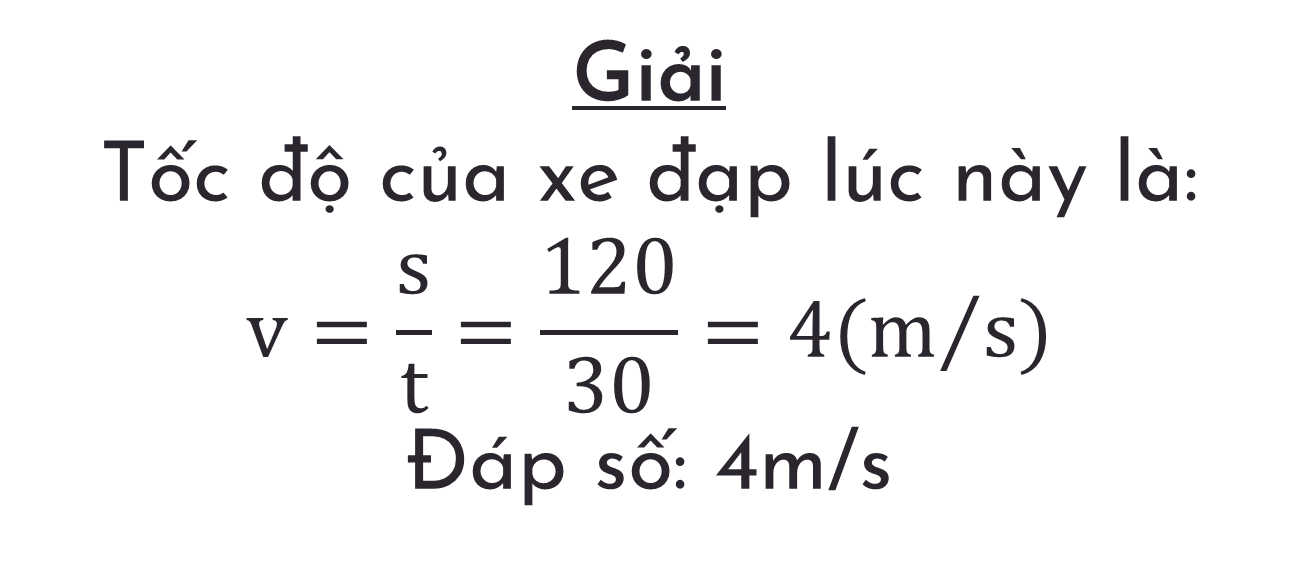 Giải
Tốc độ của xe đạp lúc này là:
v = s/t = 120/30 = 4(m/s)
Đáp số: 4m/s